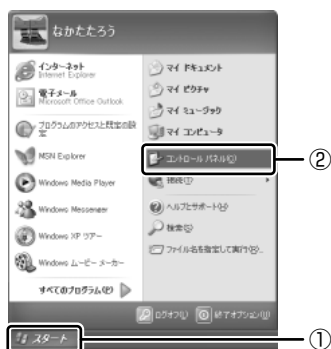 なかたたろう
インターネット
Internet Explorer
電子メール
Microsoft Office Outlook
プログラムのアクセスと既定の設定
MSN Explorer
Windows Media Player
Windows Messenger
Windows XP ツアー
Windows ムービー メーカー
すべてのプログラム(P)
マイ ドキュメント
マイ ピクチャ
マイ ミュージック
マイ コンピュータ
コントロール パネル(C)
接続(T)
ヘルプとサポート(H)
検索(S)
ファイル名を指定して実行(R)...
ログオフ(L)
終了オプション(U)
スタート
②
①